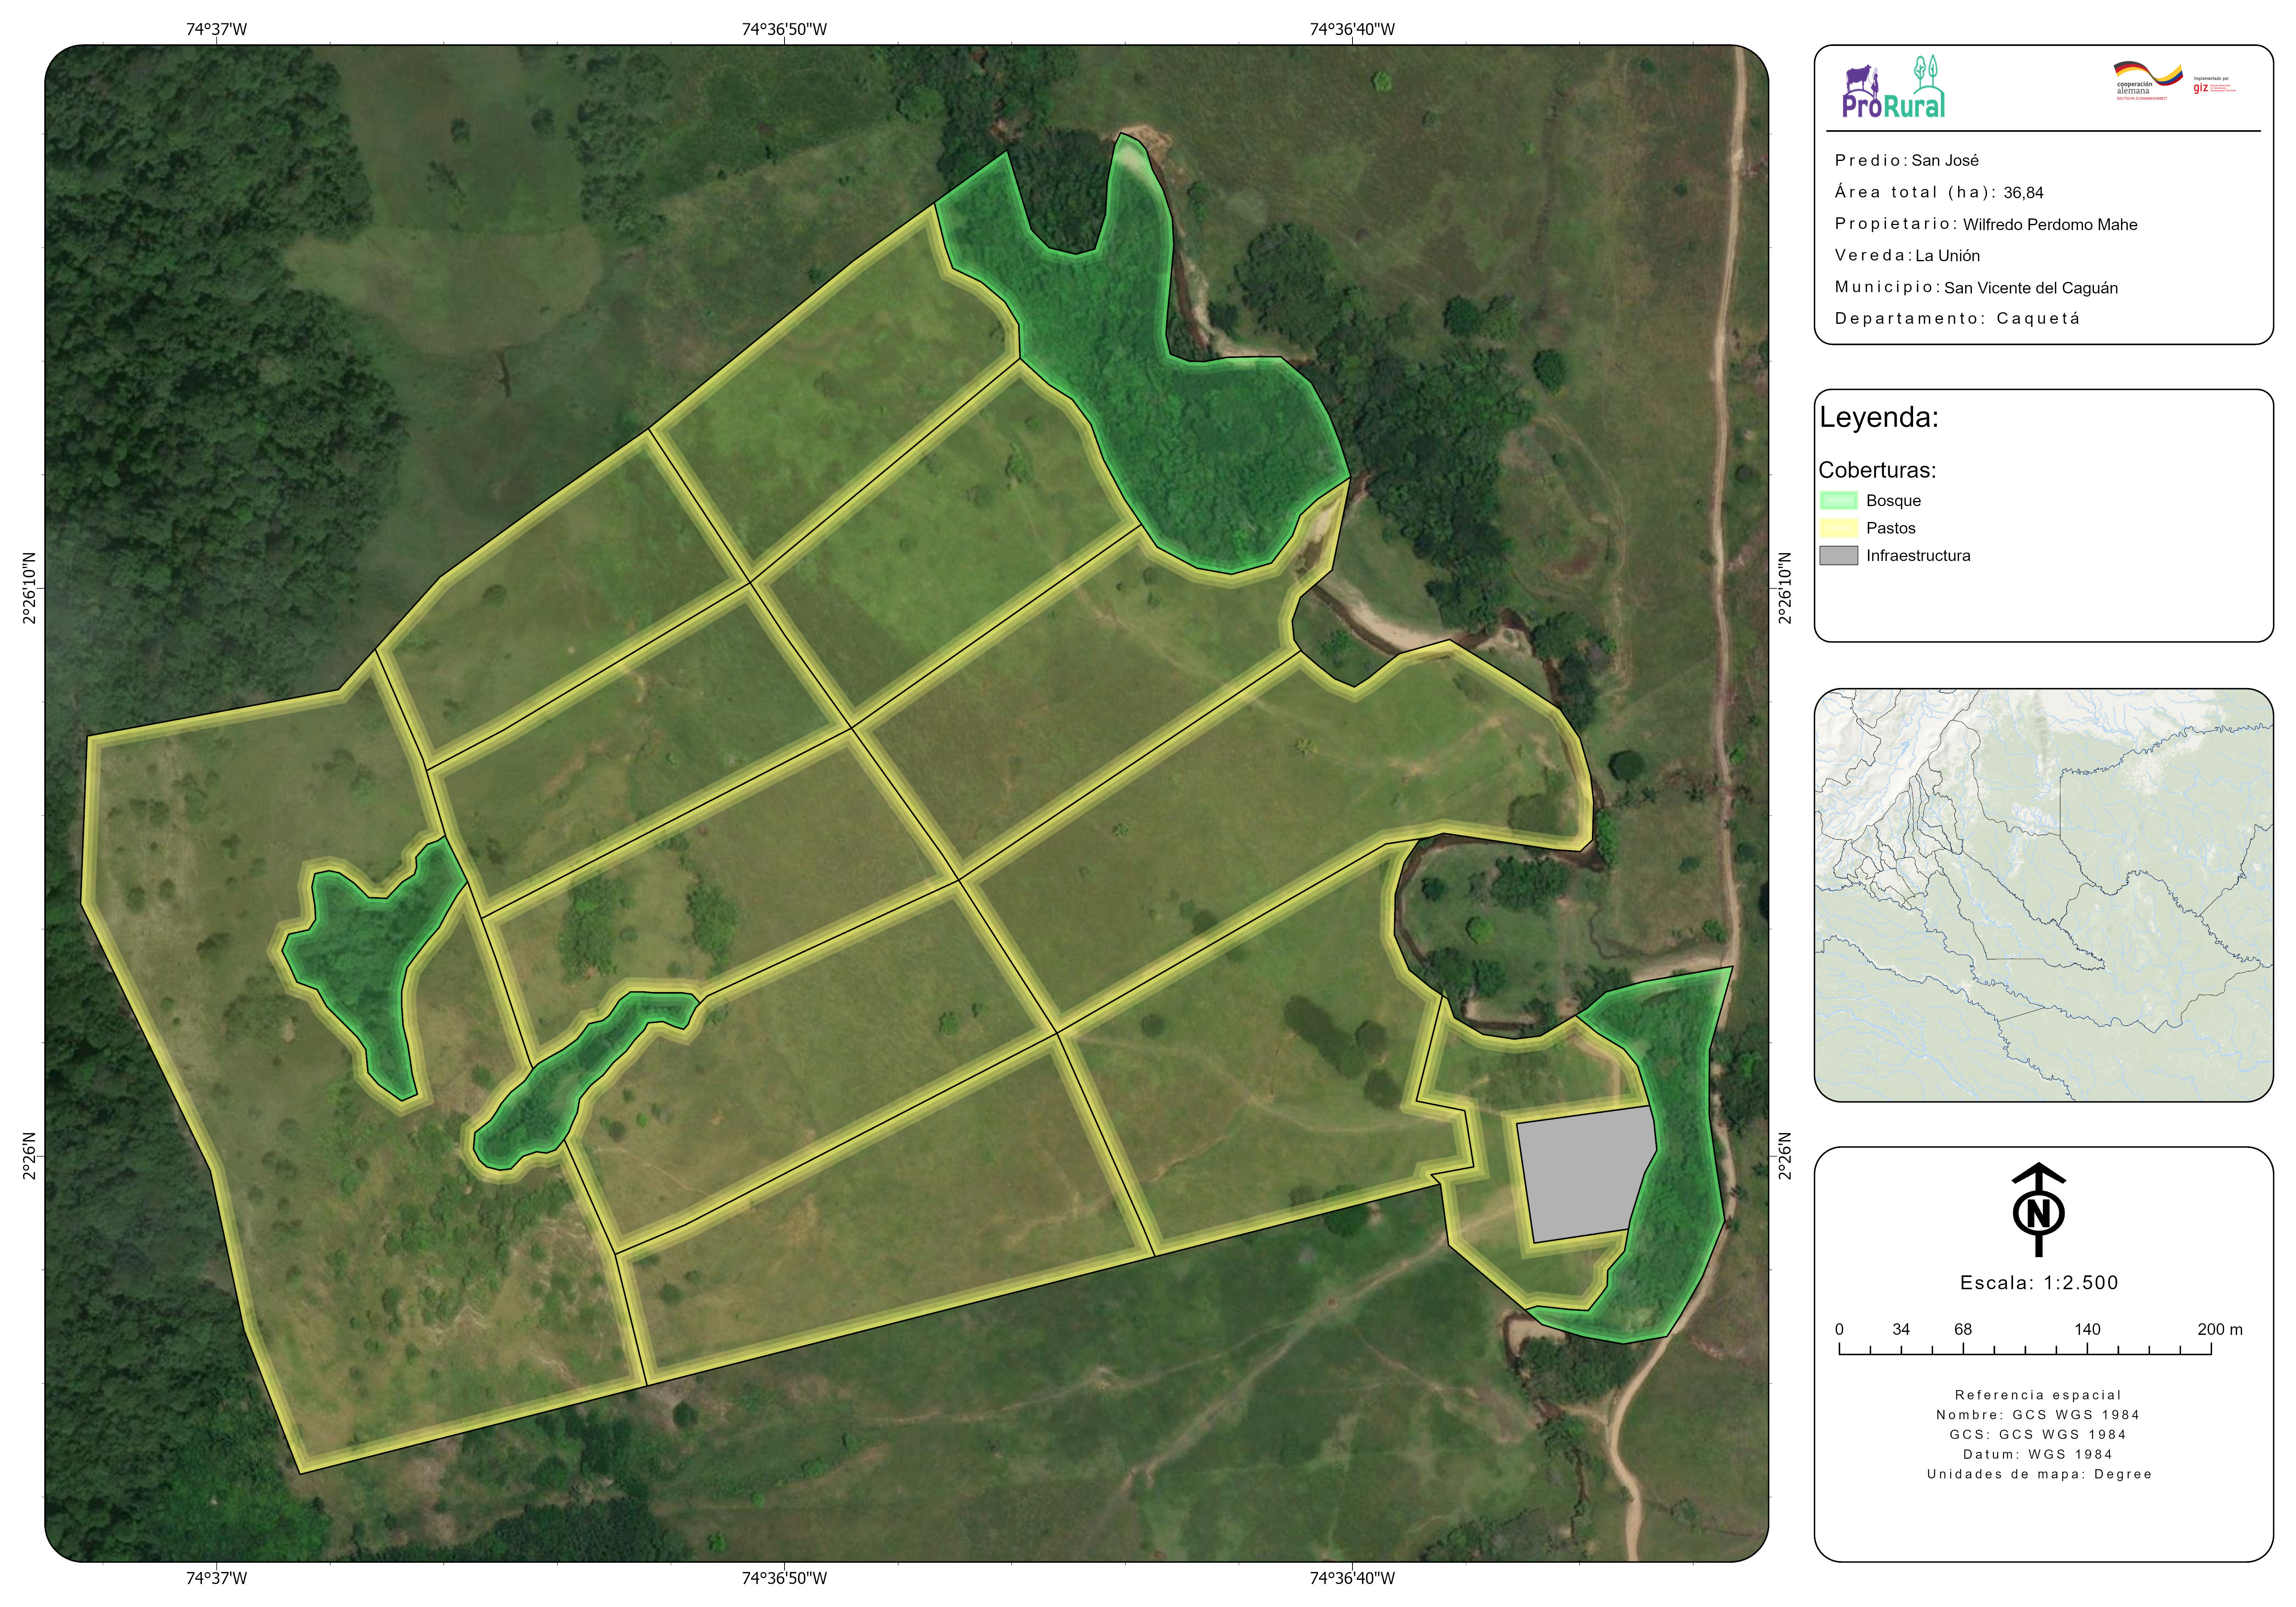 74°37'W 74°36'50"W 74°36'40"W
2°26'10"N 2°26'10"N
2°26'N 2°26'N
74°37'W 74°36'50"W 74°36'40"W
ProRural
cooperación
alemana
DEUTSCHE ZUSAMMENARBEIT
Implementada por
giz
Predio: San José
Área total (ha): 36,84
Propietario: Wilfredo Perdomo Mahe
Vereda: La Unión
Municipio: San Vicente del Caguán
Departamento: Caquetá
Leyenda:
Coberturas:
Bosque
Pastos
Infraestructura
N
Escala: 1:2.500
0 34 68 140 200 m
Referencia espacial
Nombre: GCS WGS 1984
GCS: GCS WGS 1984
Datum: WGS 1984
Unidades de mapa: Degree